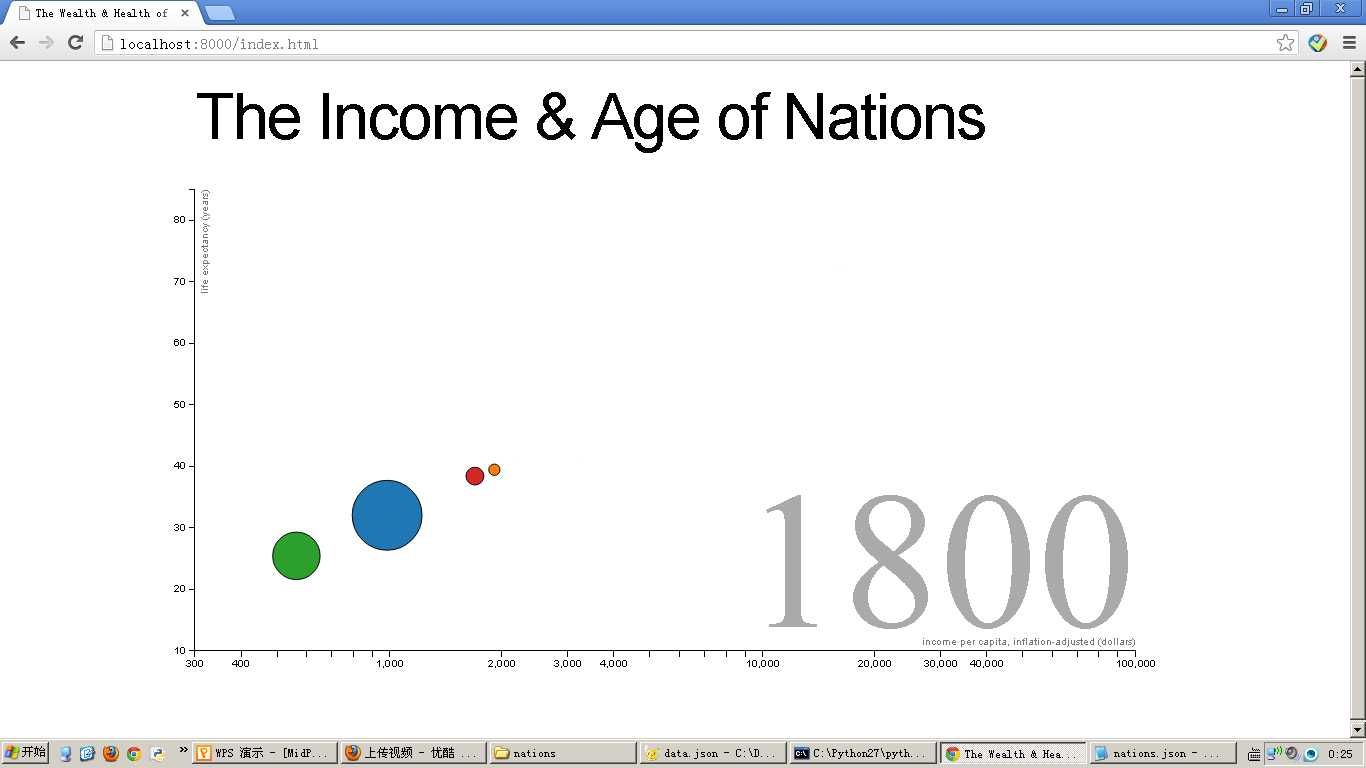 The Wealth & Health of
localhost:8000/index.html
The Income & Age of Nations
life expectancy (years)
80
70
60
50
40
30
20
10
1800
income per capita, inflation-adjusted (dollars)
300 400 1,000 2,000 3,000 4,000 10,000 20,000 30,000 40,000 100,000
开始 WPS 演示 - [MidP... 上传视频 - 优酷 ... nations data.json - C:\D... C:\Python27\pyth... The Wealth & Hea... nations.json - ... 0:25